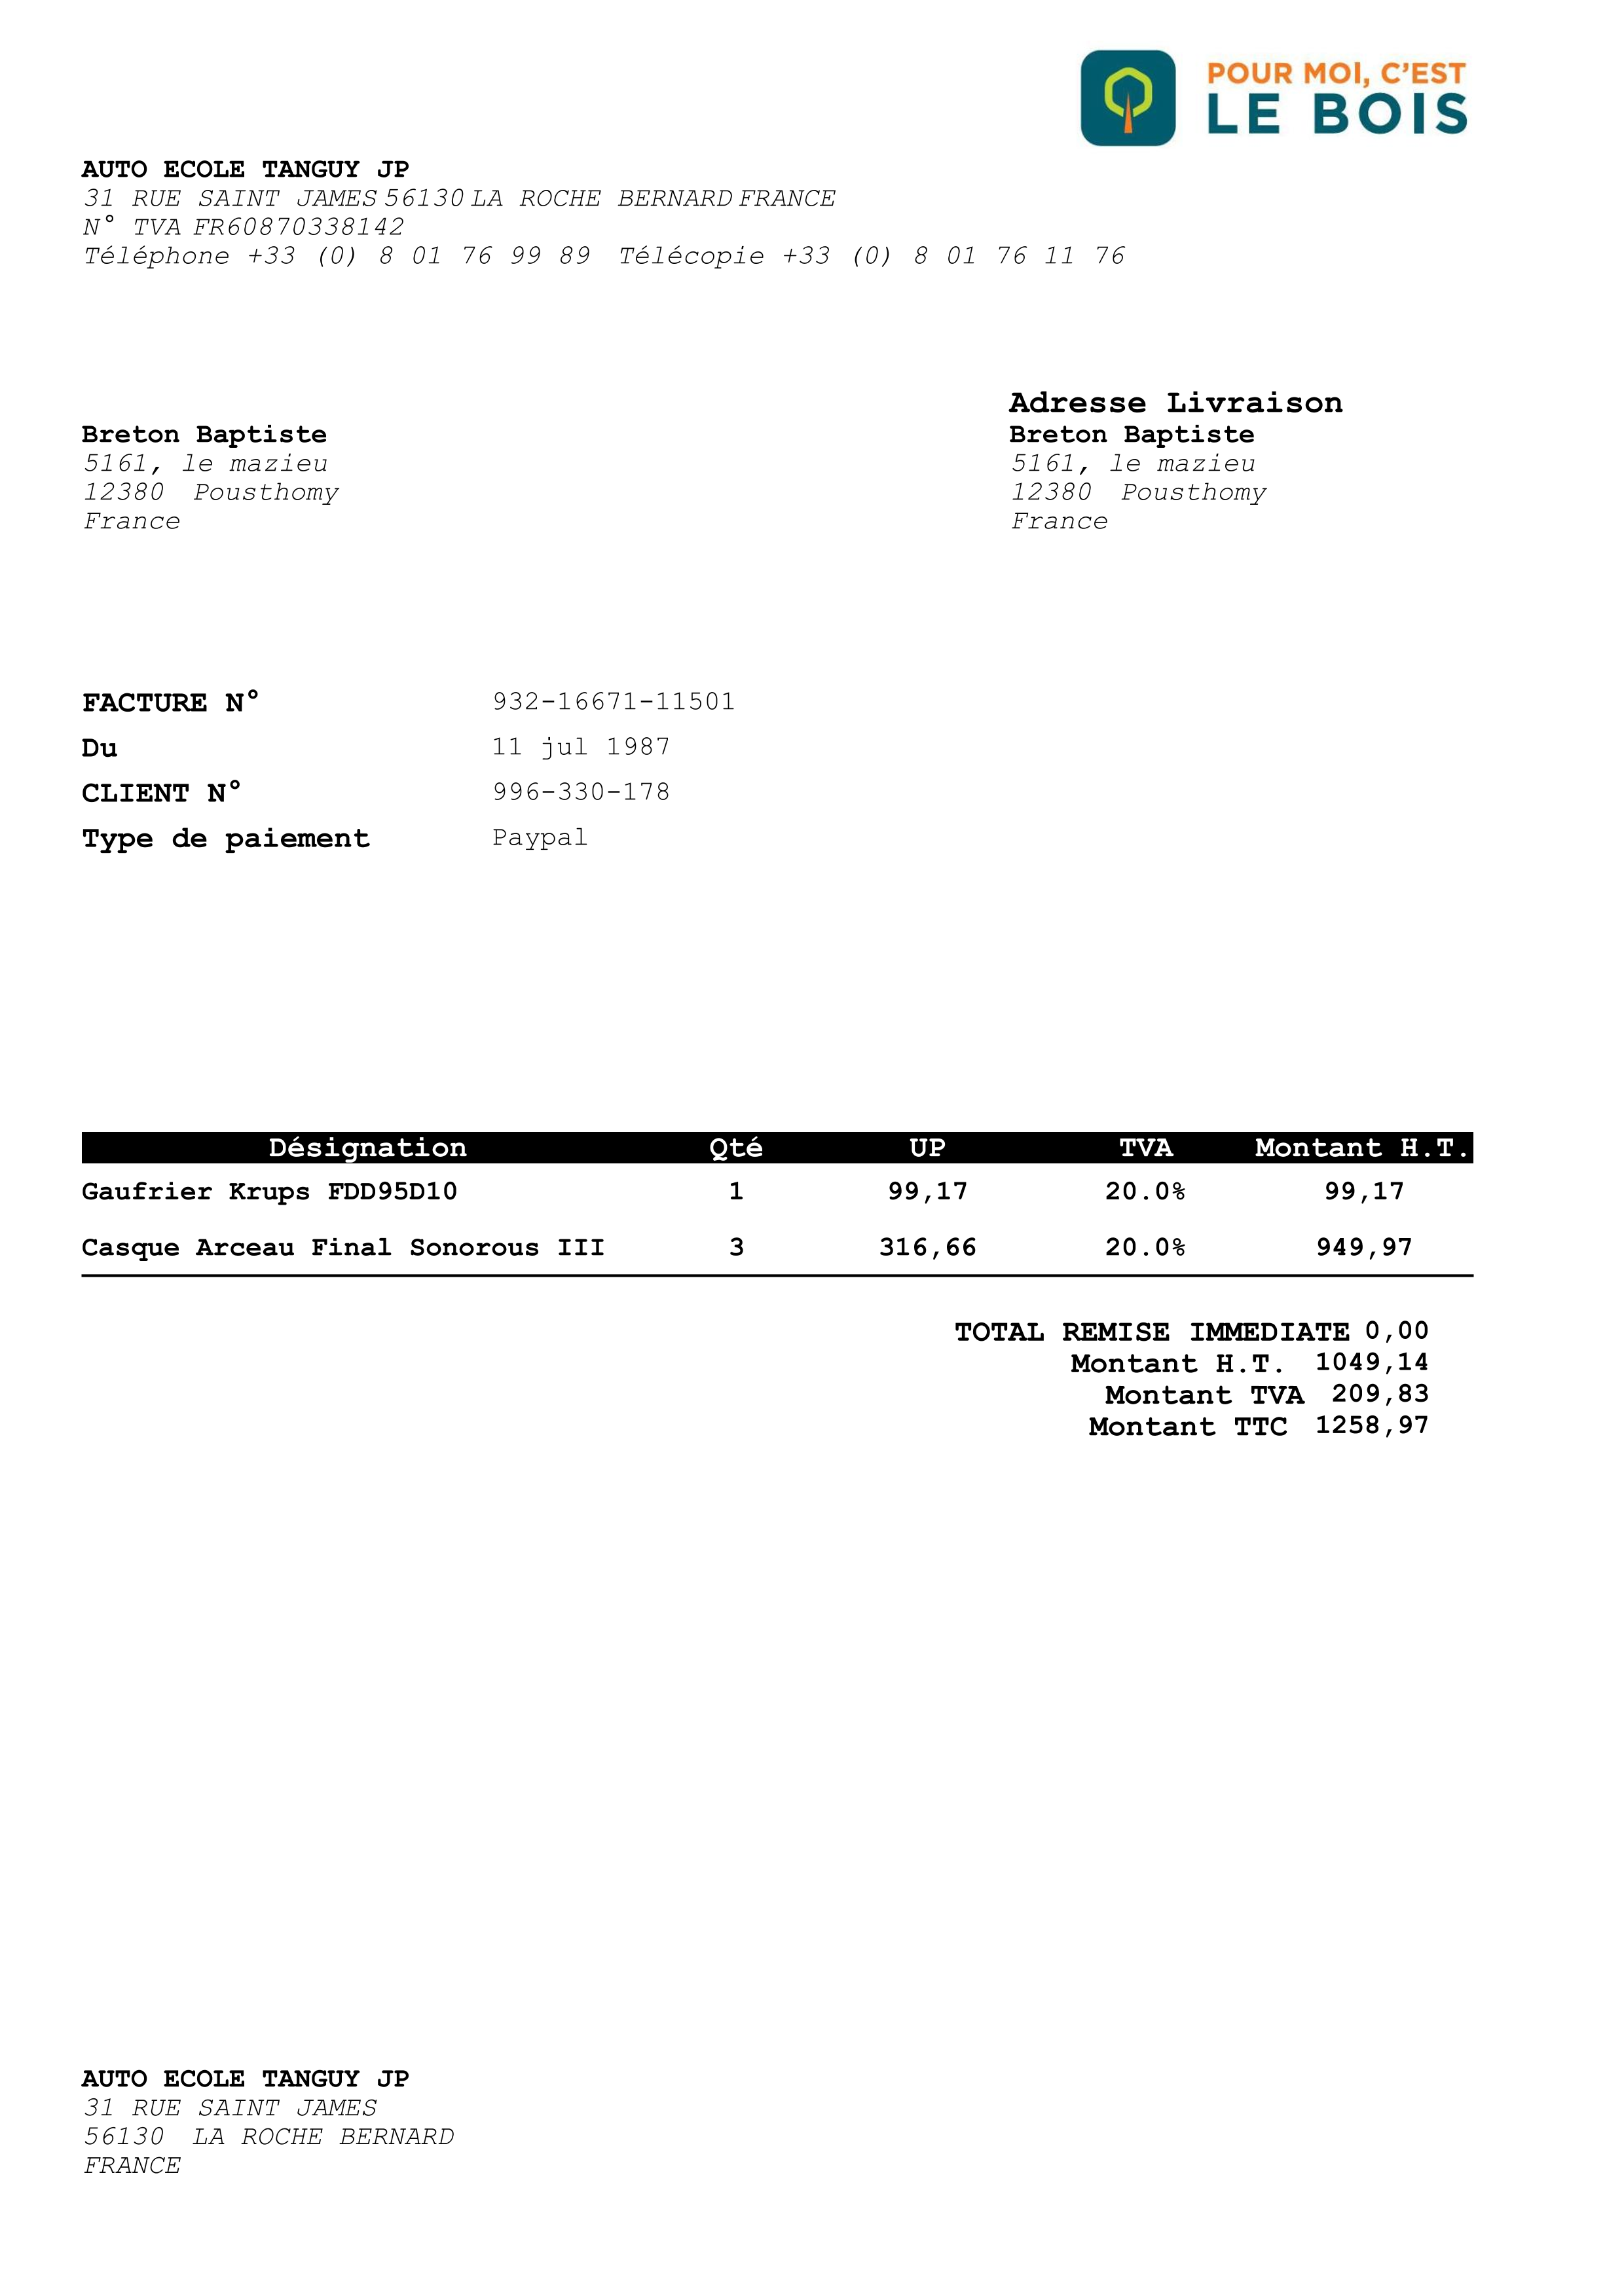 POUR MOI, C'EST
LE BOIS
AUTO ECOLE TANGUY JP
31 RUE SAINT JAMES 56130 LA ROCHE BERNARD FRANCE
N° TVA FR60870338142
Téléphone +33 (0) 8 01 76 99 89 Télécopie +33 (0) 8 01 76 11 76
Adresse Livraison
Breton Baptiste Breton Baptiste
5161, le mazieu 5161, le mazieu
12380 Pousthomy 12380 Pousthomy
France France
FACTURE N° 932-16671-11501
Du 11 jul 1987
CLIENT N° 996-330-178
Type de paiement Paypal
Désignation Qté UP TVA Montant H.T.
Gaufrier Krups FDD95D10 1 99,17 20.0% 99,17
Casque Arceau Final Sonorous III 3 316,66 20.0% 949,97
TOTAL REMISE IMMEDIATE 0,00
Montant H.T. 1049,14
Montant TVA 209,83
Montant TTC 1258,97
AUTO ECOLE TANGUY JP
31 RUE SAINT JAMES
56130 LA ROCHE BERNARD
FRANCE